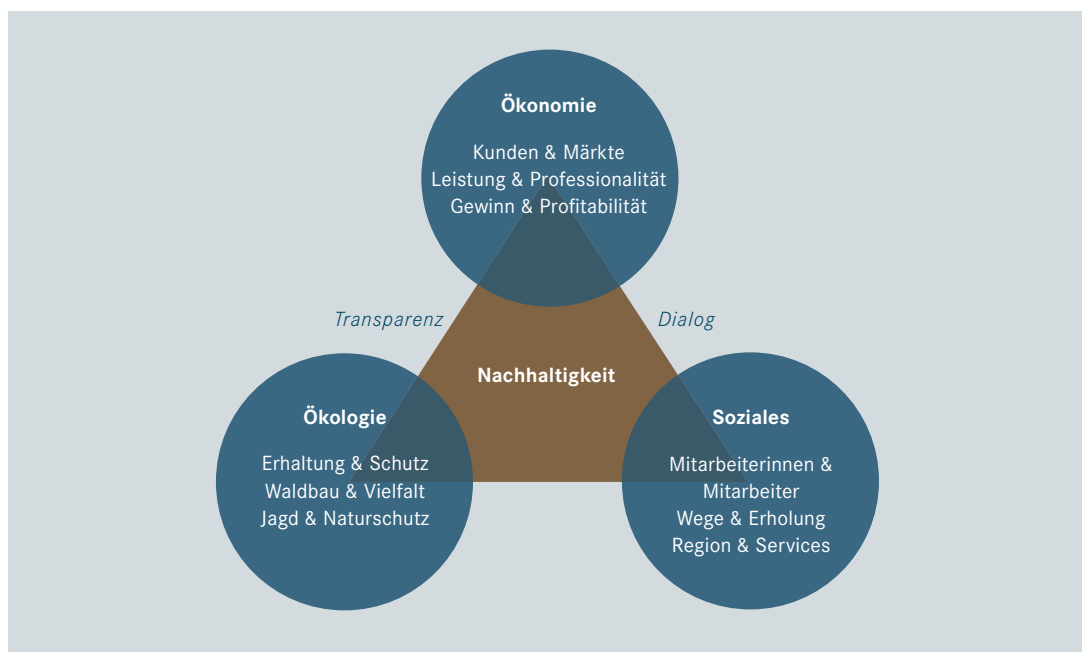 Ökonomie
Kunden & Märkte
Leistung & Professionalität
Gewinn & Profitabilität
Transparenz
Dialog
Nachhaltigkeit
Ökologie
Erhaltung & Schutz
Waldbau & Vielfalt
Jagd & Naturschutz
Soziales
Mitarbeiterinnen &
Mitarbeiter
Wege & Erholung
Region & Services